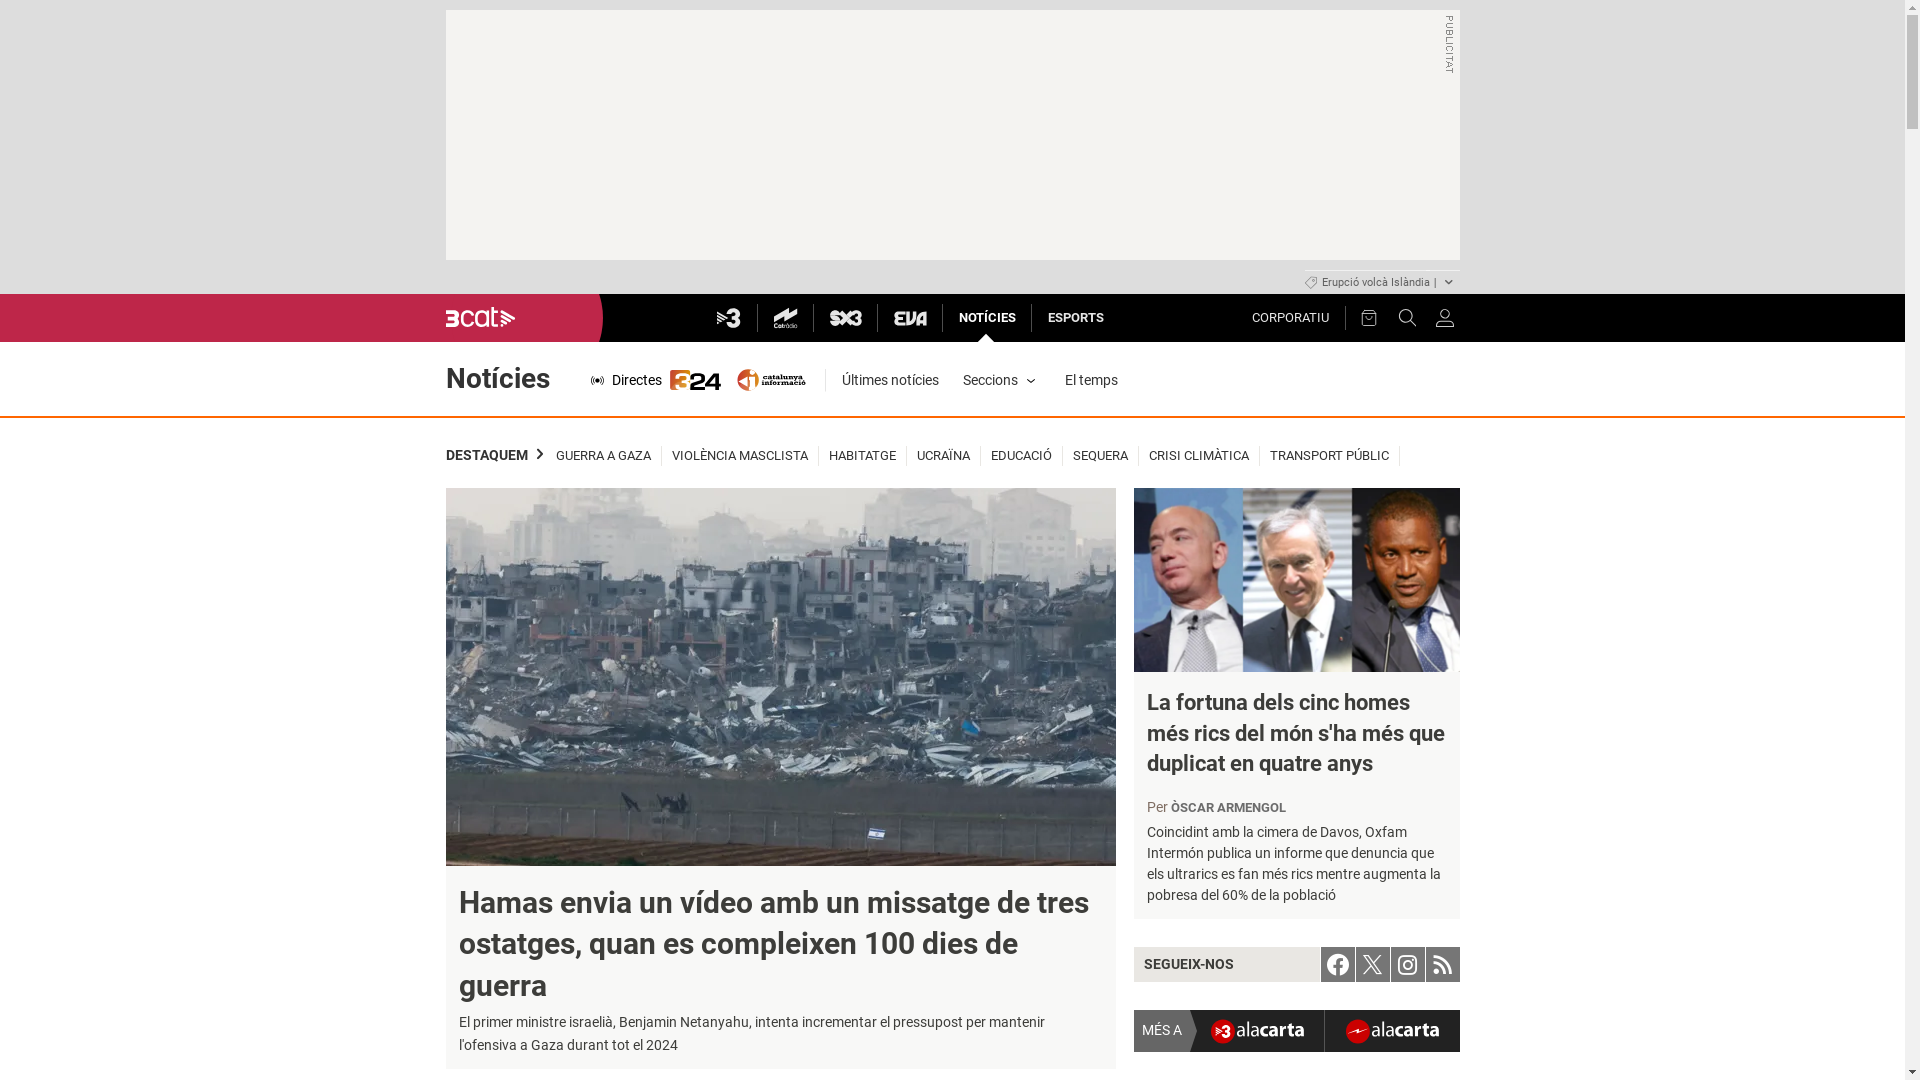 PUBLICITAT
Erupció volcà Islàndia |
3cat
3
Catràdio
SX3
EVA
NOTÍCIES
ESPORTS
CORPORATIU
Notícies
Directes
324
catalunya
informació
Últimes notícies
Seccions
El temps
DESTAQUEM
GUERRA A GAZA
VIOLÈNCIA MASCLISTA
HABITATGE
UCRAÏNA
EDUCACIÓ
SEQUERA
CRISI CLIMÀTICA
TRANSPORT PÚBLIC
Hamas envia un vídeo amb un missatge de tres
ostatges, quan es compleixen 100 dies de
guerra
El primer ministre israelià, Benjamin Netanyahu, intenta incrementar el pressupost per mantenir
l'ofensiva a Gaza durant tot el 2024
La fortuna dels cinc homes
més rics del món s'ha més que
duplicat en quatre anys
Per ÒSCAR ARMENGOL
Coincidint amb la cimera de Davos, Oxfam
Intermón publica un informe que denuncia que
els ultrarics es fan més rics mentre augmenta la
pobresa del 60% de la població
SEGUEIX-NOS
MÉS A
3 alacarta
alacarta